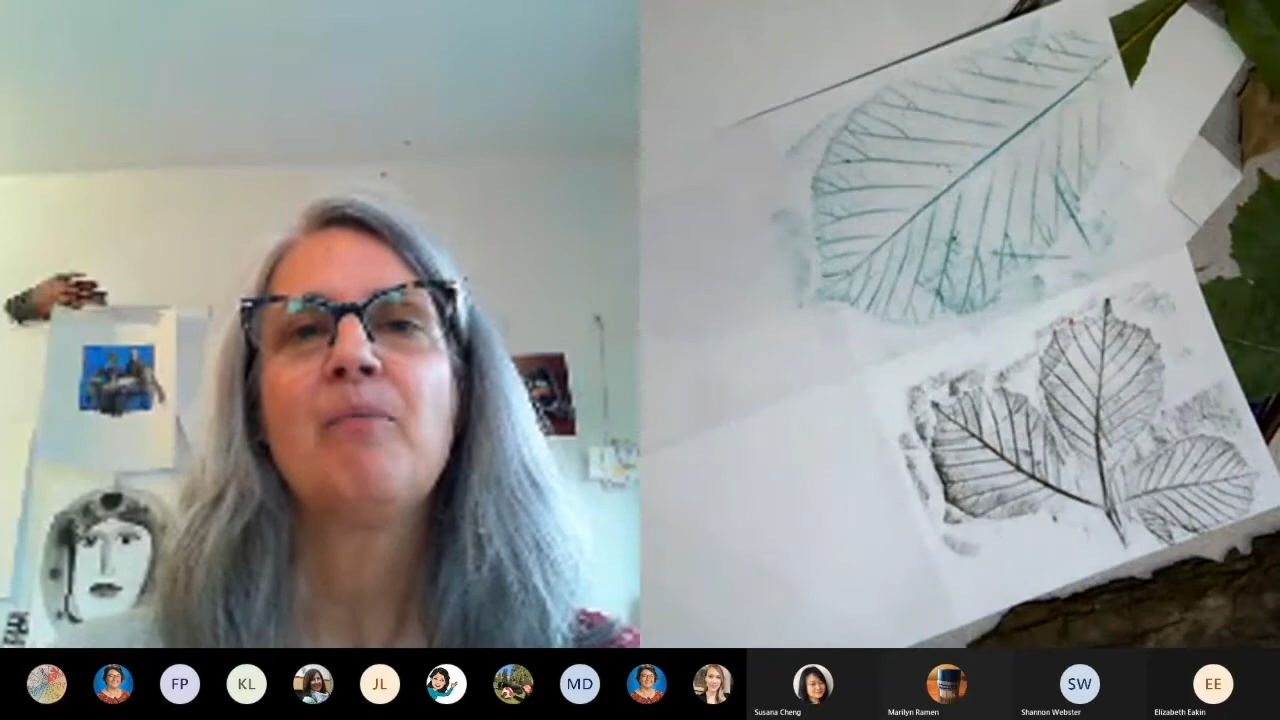 FP
KL
JL
MD
Susana Cheng
Marilyn Ramen
SW
Shannon Webster
EE
Elizabeth Eakin